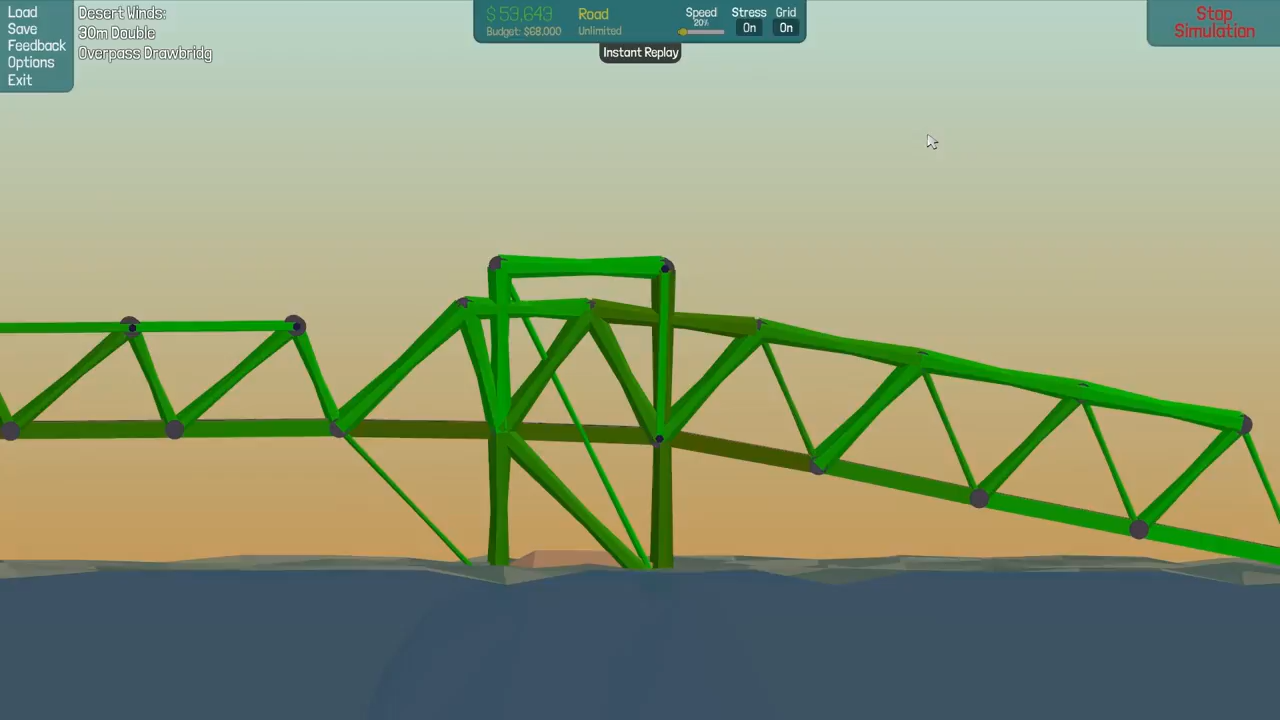 Load
Save
Feedback
Options
Exit
Desert Winds:
30m Double
Overpass Drawbridg
$ 53,643
Budget: $68,000
Road
Unlimited
Speed
20%
Stress
On
Grid
On
Instant Replay
Stop
Simulation